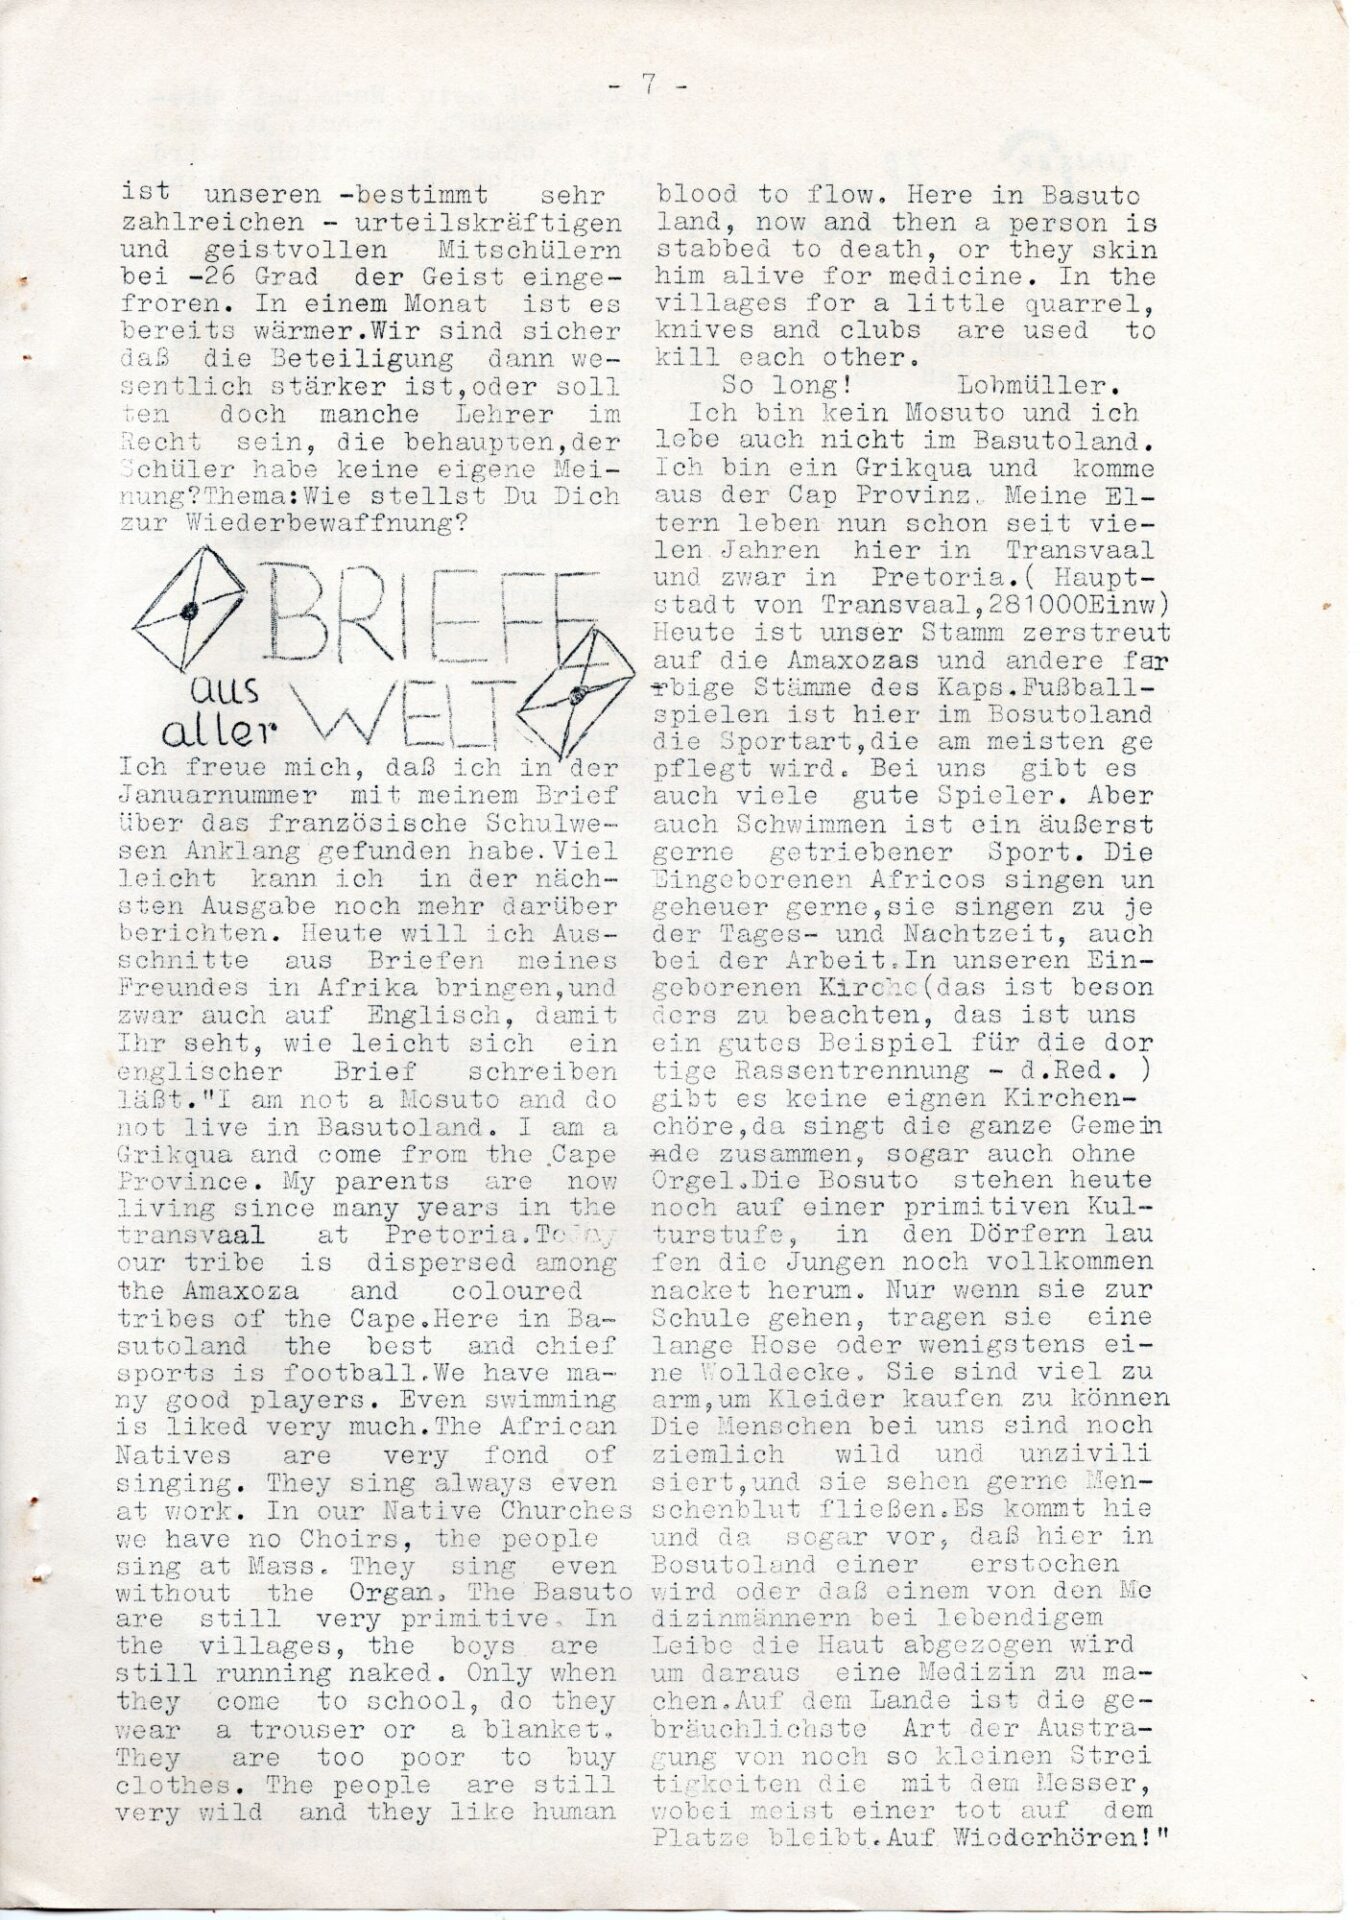 - 7 -
ist unseren -bestimmt sehr
zahlreichen - urteilskräftigen
und geistvollen Mitschülern
bei -26 Grad der Geist einge-
froren. In einem Monat ist es
bereits wärmer.Wir sind sicher
daß die Beteiligung dann we-
sentlich stärker ist,oder soll
ten doch manche Lehrer im
Recht sein, die behaupten,der
Schüler habe keine eigene Mei-
nung?Thema:Wie stellst Du Dich
zur Wiederbewaffnung?
BRIEFE
aus
aller WELT
Ich freue mich, daß ich in der
Januarnummer mit meinem Brief
über das französische Schulwe-
sen Anklang gefunden habe.Viel
leicht kann ich in der näch-
sten Ausgabe noch mehr darüber
berichten. Heute will ich Aus-
schnitte aus Briefen meines
Freundes in Afrika bringen,und
zwar auch auf Englisch, damit
Ihr seht, wie leicht sich ein
englischer Brief schreiben
läßt."I am not a Mosuto and do
not live in Basutoland. I am a
Grikqua and come from the Cape
Province. My parents are now
living since many years in the
transvaal at Pretoria.Today
our tribe is dispersed among
the Amaxoza and coloured
tribes of the Cape.Here in Ba-
sutoland the best and chief
sports is football.We have ma-
ny good players. Even swimming
is liked very much.The African
Natives are very fond of
singing. They sing always even
at work. In our Native Churches
we have no Choirs, the people
sing at Mass. They sing even
without the Organ. The Basuto
are still very primitive. In
the villages, the boys are
still running naked. Only when
they come to school, do they
wear a trouser or a blanket.
They are too poor to buy
clothes. The people are still
very wild and they like human
blood to flow. Here in Basuto
land, now and then a person is
stabbed to death, or they skin
him alive for medicine. In the
villages for a little quarrel,
knives and clubs are used to
kill each other.
So long! Lobmüller.
Ich bin kein Mosuto und ich
lebe auch nicht im Basutoland.
Ich bin ein Grikqua und komme
aus der Cap Provinz. Meine El-
tern leben nun schon seit vie-
len Jahren hier in Transvaal
und zwar in Pretoria.( Haupt-
stadt von Transvaal,281000Einw)
Heute ist unser Stamm zerstreut
auf die Amaxozas und andere far
rbige Stämme des Kaps.Fußball-
spielen ist hier im Bosutoland
die Sportart,die am meisten ge
pflegt wird. Bei uns gibt es
auch viele gute Spieler. Aber
auch Schwimmen ist ein äußerst
gerne getriebener Sport. Die
Eingeborenen Africos singen un
geheuer gerne,sie singen zu je
der Tages- und Nachtzeit, auch
bei der Arbeit.In unseren Ein-
geborenen Kirche(das ist beson
ders zu beachten, das ist uns
ein gutes Beispiel für die dor
tige Rassentrennung - d.Red. )
gibt es keine eignen Kirchen-
chöre,da singt die ganze Gemein
nde zusammen, sogar auch ohne
Orgel.Die Bosuto stehen heute
noch auf einer primitiven Kul-
turstufe, in den Dörfern lau
fen die Jungen noch vollkommen
nacket herum. Nur wenn sie zur
Schule gehen, tragen sie eine
lange Hose oder wenigstens ei-
ne Wolldecke. Sie sind viel zu
arm,um Kleider kaufen zu können
Die Menschen bei uns sind noch
ziemlich wild und unzivili
siert,und sie sehen gerne Men-
schenblut fließen.Es kommt hie
und da sogar vor, daß hier in
Bosutoland einer erstochen
wird oder daß einem von den Me
dizinmännern bei lebendigem
Leibe die Haut abgezogen wird
um daraus eine Medizin zu ma-
chen.Auf dem Lande ist die ge-
bräuchlichste Art der Austra-
gung von noch so kleinen Strei
tigkeiten die mit dem Messer,
wobei meist einer tot auf dem
Platze bleibt.Auf Wiederhören!"